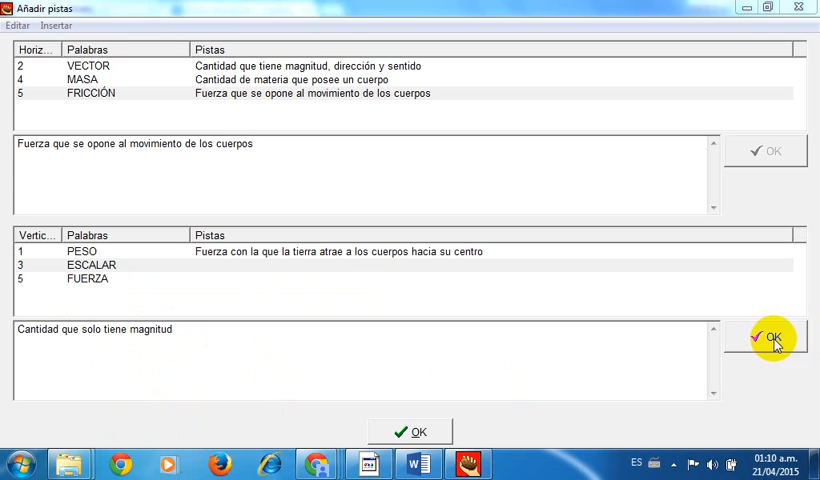 Añadir pistas
Editar Insertar
Horiz... Palabras Pistas
2 VECTOR Cantidad que tiene magnitud, dirección y sentido
4 MASA Cantidad de materia que posee un cuerpo
5 FRICCIÓN Fuerza que se opone al movimiento de los cuerpos
Fuerza que se opone al movimiento de los cuerpos
OK
Vertic... Palabras Pistas
1 PESO Fuerza con la que la tierra atrae a los cuerpos hacia su centro
3 ESCALAR
5 FUERZA
Cantidad que solo tiene magnitud
OK
OK
ES
01:10 a.m.
21/04/2015